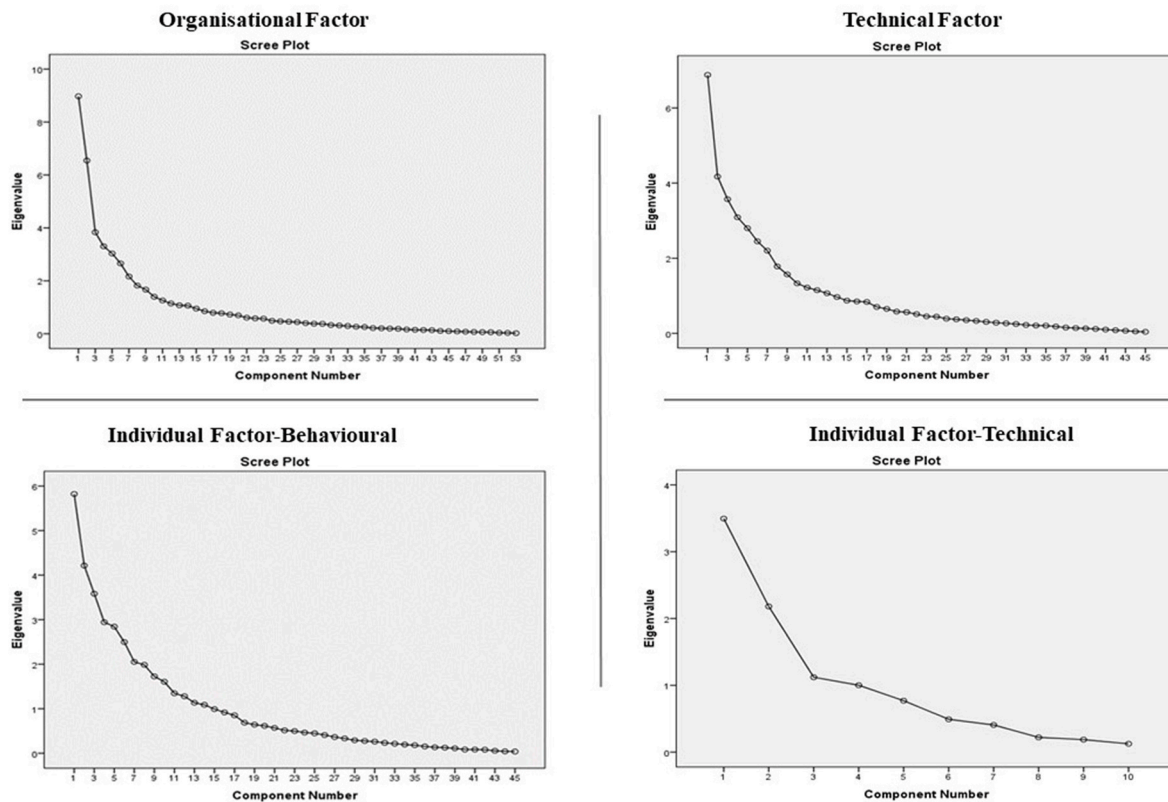 Organisational Factor
Scree Plot
Eigenvalue
10
8
6
4
2
0
1 3 5 7 9 11 13 15 17 19 21 23 25 27 29 31 33 35 37 39 41 43 45 47 49 51 53
Component Number
Technical Factor
Scree Plot
Eigenvalue
6
4
2
0
1 3 5 7 9 11 13 15 17 19 21 23 25 27 29 31 33 35 37 39 41 43 45
Component Number
Individual Factor-Behavioural
Scree Plot
Eigenvalue
6
5
4
3
2
1
0
1 3 5 7 9 11 13 15 17 19 21 23 25 27 29 31 33 35 37 39 41 43 45
Component Number
Individual Factor-Technical
Scree Plot
Eigenvalue
4
3
2
1
0
1 2 3 4 5 6 7 8 9 10
Component Number